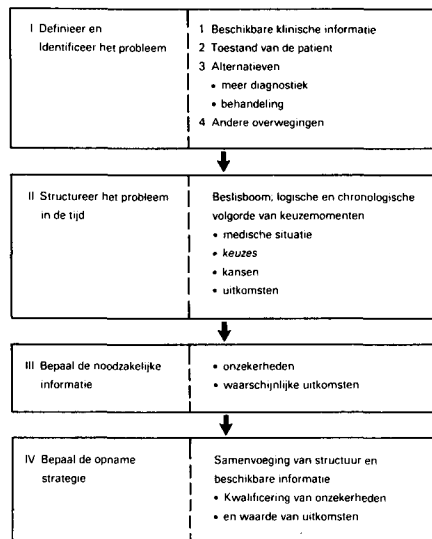 I Definieer en
Identificeer het probleem
1 Beschikbare klinische informatie
2 Toestand van de patient
3 Alternatieven
• meer diagnostiek
• behandeling
4 Andere overwegingen
II Structureer het probleem
in de tijd
Beslisboom, logische en chronologische
volgorde van keuzemomenten
• medische situatie
• keuzes
• kansen
• uitkomsten
III Bepaal de noodzakelijke
informatie
• onzekerheden
• waarschijnlijke uitkomsten
IV Bepaal de opname
strategie
Samenvoeging van structuur en
beschikbare informatie
• Kwalificering van onzekerheden
• en waarde van uitkomsten